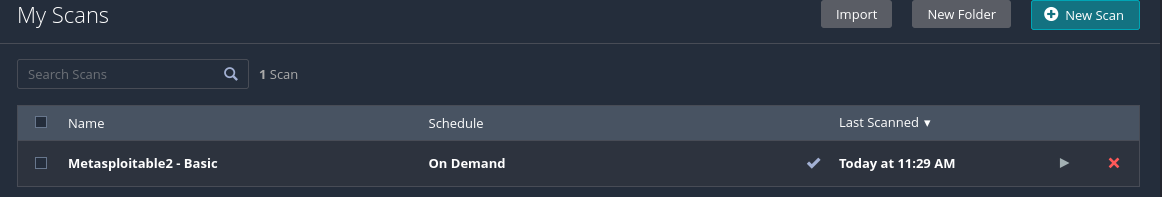 My Scans
Import
New Folder
New Scan
Search Scans
1 Scan
Name Schedule Last Scanned
Metasploitable2 - Basic On Demand Today at 11:29 AM